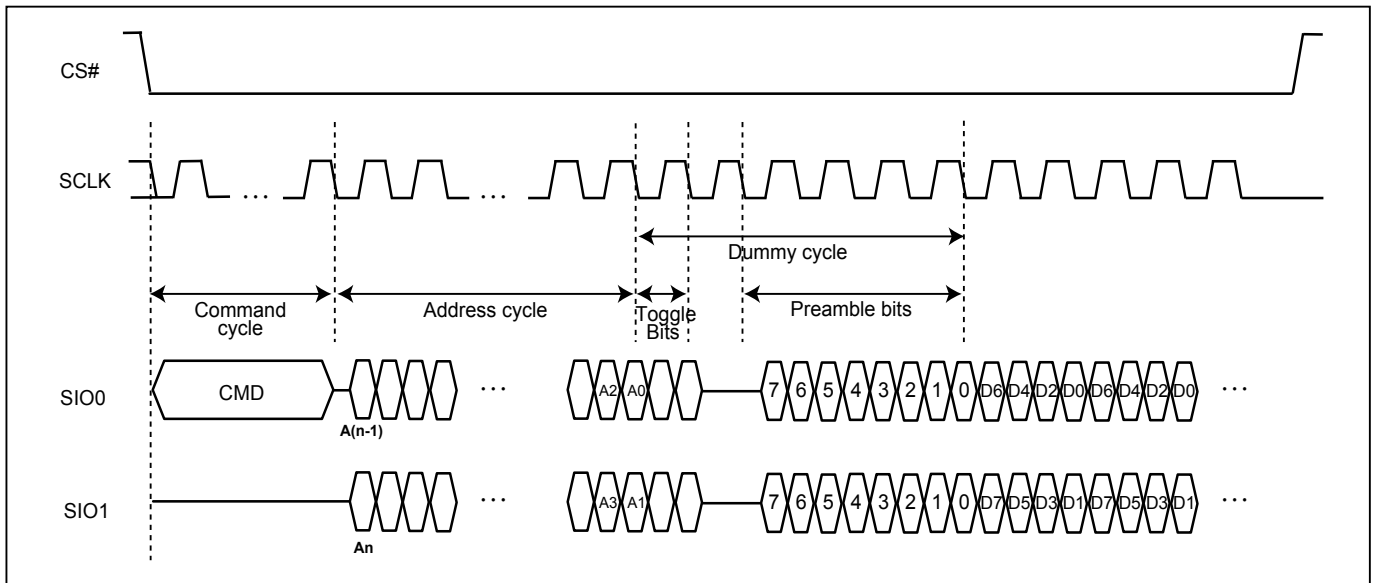 CS#
SCLK
...
...
Dummy cycle
Command
cycle
Address cycle
Toggle
Bits
Preamble bits
SIO0
CMD
...
A2 A0
7 6 5 4 3 2 1 0 D6 D4 D2 D0 D6 D4 D2 D0
...
A(n-1)
SIO1
...
A3 A1
7 6 5 4 3 2 1 0 D7 D5 D3 D1 D7 D5 D3 D1
...
An